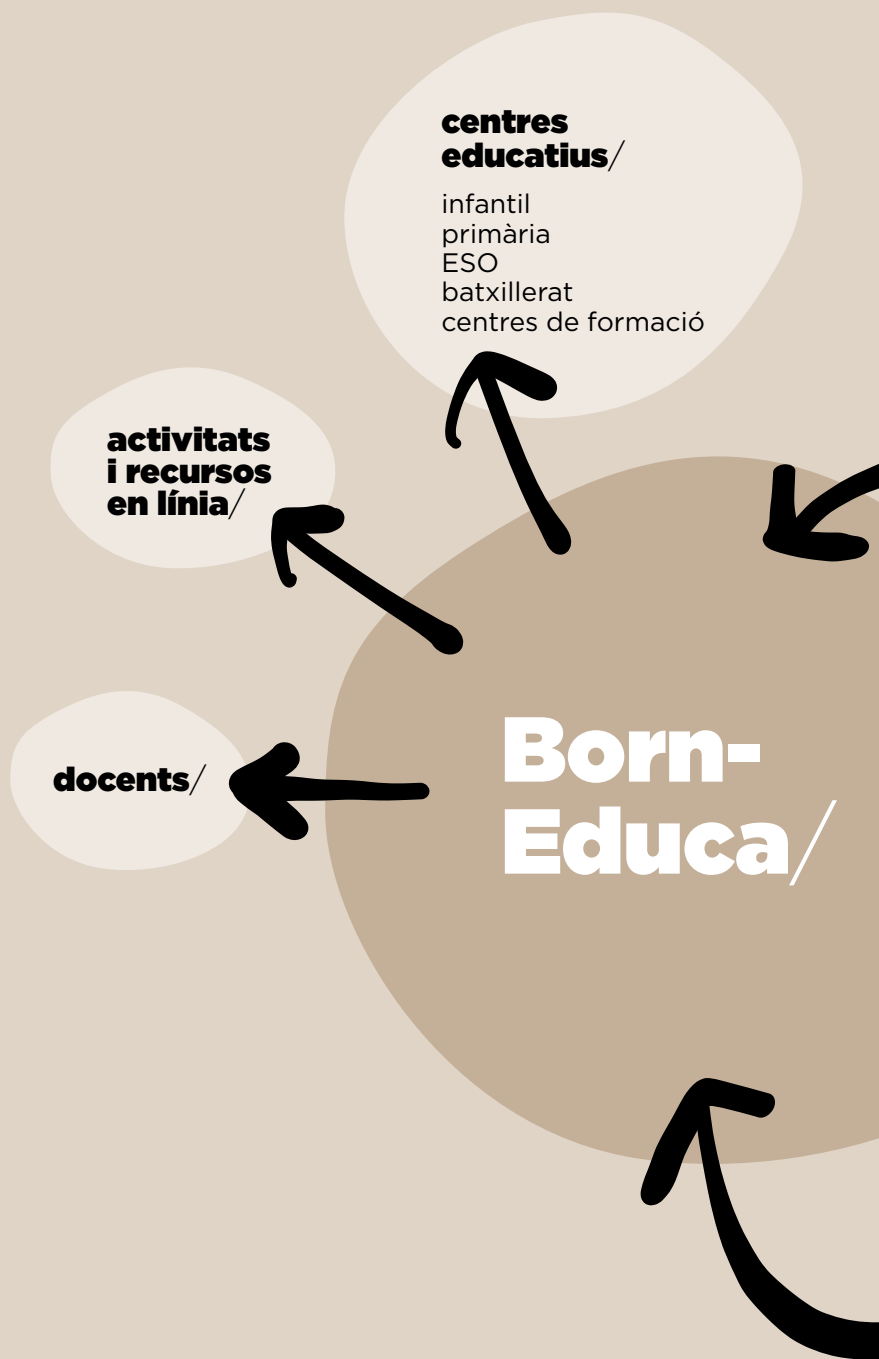 centres
educatius/
infantil
primària
ESO
batxillerat
centres de formació
activitats
i recursos
en línia/
docents/
Born-
Educa/